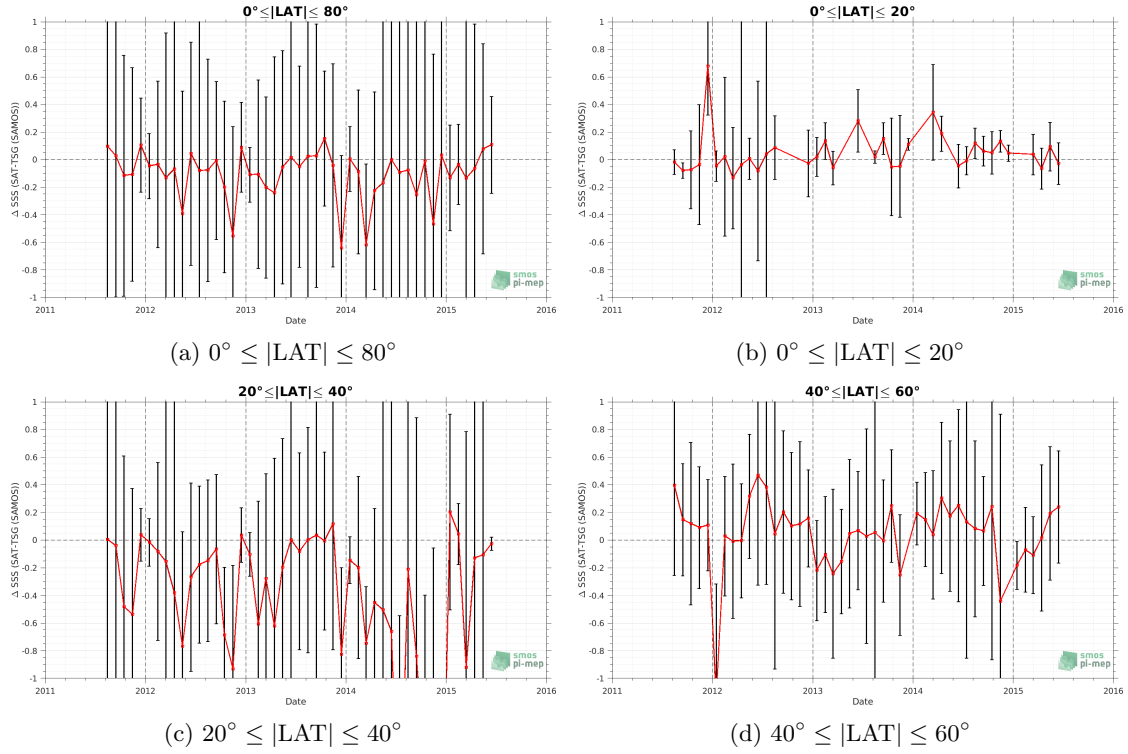 0°≤|LAT|≤ 80°
Δ SSS (SAT-TSG (SAMOS))
1
0.8
0.6
0.4
0.2
0
-0.2
-0.4
-0.6
-0.8
-1
2011 2012 2013 2014 2015 2016
Date
smos
pi-mep
(a) 0° ≤ |LAT| ≤ 80°
0°≤|LAT|≤ 20°
Δ SSS (SAT-TSG (SAMOS))
1
0.8
0.6
0.4
0.2
0
-0.2
-0.4
-0.6
-0.8
-1
2011 2012 2013 2014 2015 2016
Date
smos
pi-mep
(b) 0° ≤ |LAT| ≤ 20°
20°≤|LAT|≤ 40°
Δ SSS (SAT-TSG (SAMOS))
1
0.8
0.6
0.4
0.2
0
-0.2
-0.4
-0.6
-0.8
-1
2011 2012 2013 2014 2015 2016
Date
smos
pi-mep
(c) 20° ≤ |LAT| ≤ 40°
40°≤|LAT|≤ 60°
Δ SSS (SAT-TSG (SAMOS))
1
0.8
0.6
0.4
0.2
0
-0.2
-0.4
-0.6
-0.8
-1
2011 2012 2013 2014 2015 2016
Date
smos
pi-mep
(d) 40° ≤ |LAT| ≤ 60°